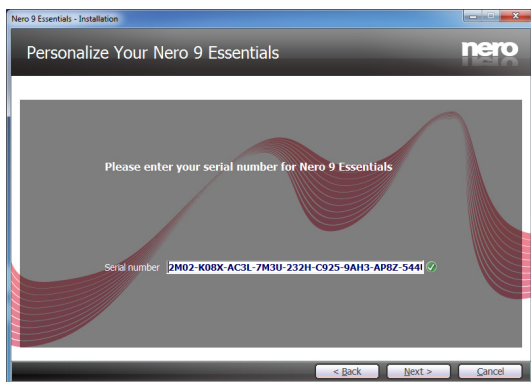 Nero 9 Essentials - Installation
Personalize Your Nero 9 Essentials
nero
Please enter your serial number for Nero 9 Essentials
Serial number 2M02-K08X-AC3L-7M3U-232H-C925-9AH3-AP8Z-544
< Back Next > Cancel